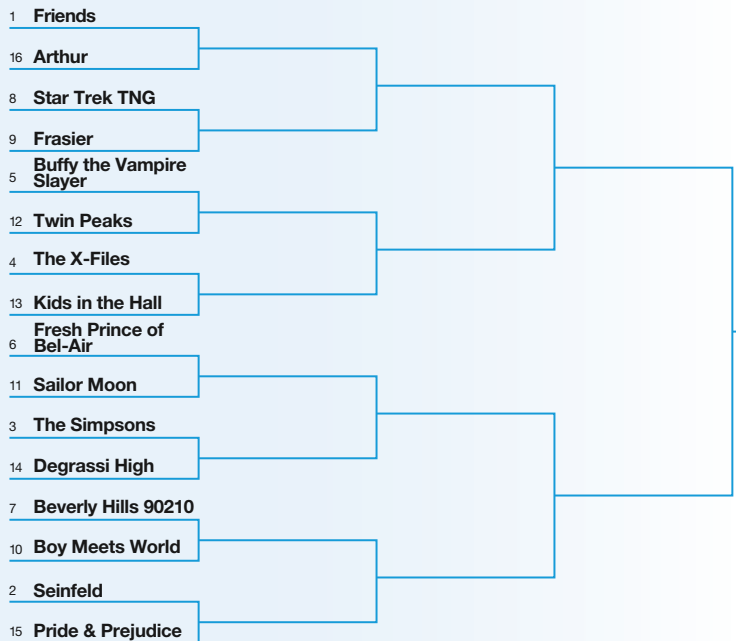 1 Friends
16 Arthur
8 Star Trek TNG
9 Frasier
5 Buffy the Vampire
Slayer
12 Twin Peaks
4 The X-Files
13 Kids in the Hall
6 Fresh Prince of
Bel-Air
11 Sailor Moon
3 The Simpsons
14 Degrassi High
7 Beverly Hills 90210
10 Boy Meets World
2 Seinfeld
15 Pride & Prejudice